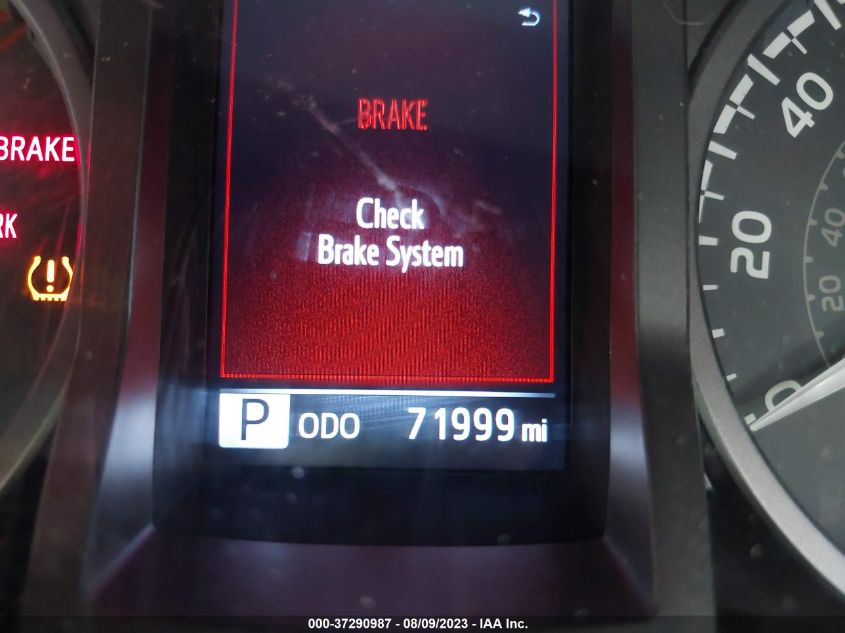 BRAKE
Check
Brake System
P ODO 71999 mi
BRAKE
RK
!
40
20
0
40
20
000-37290987 - 08/09/2023 - IAA Inc.